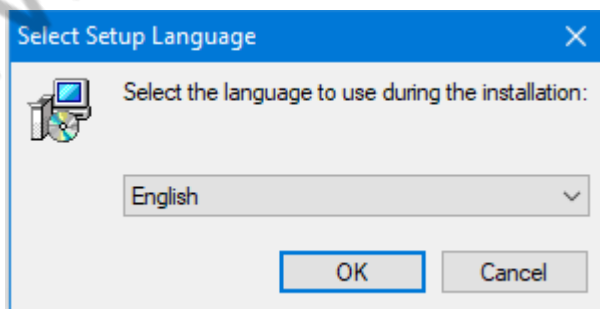 Select Setup Language
Select the language to use during the installation:
English
OK
Cancel